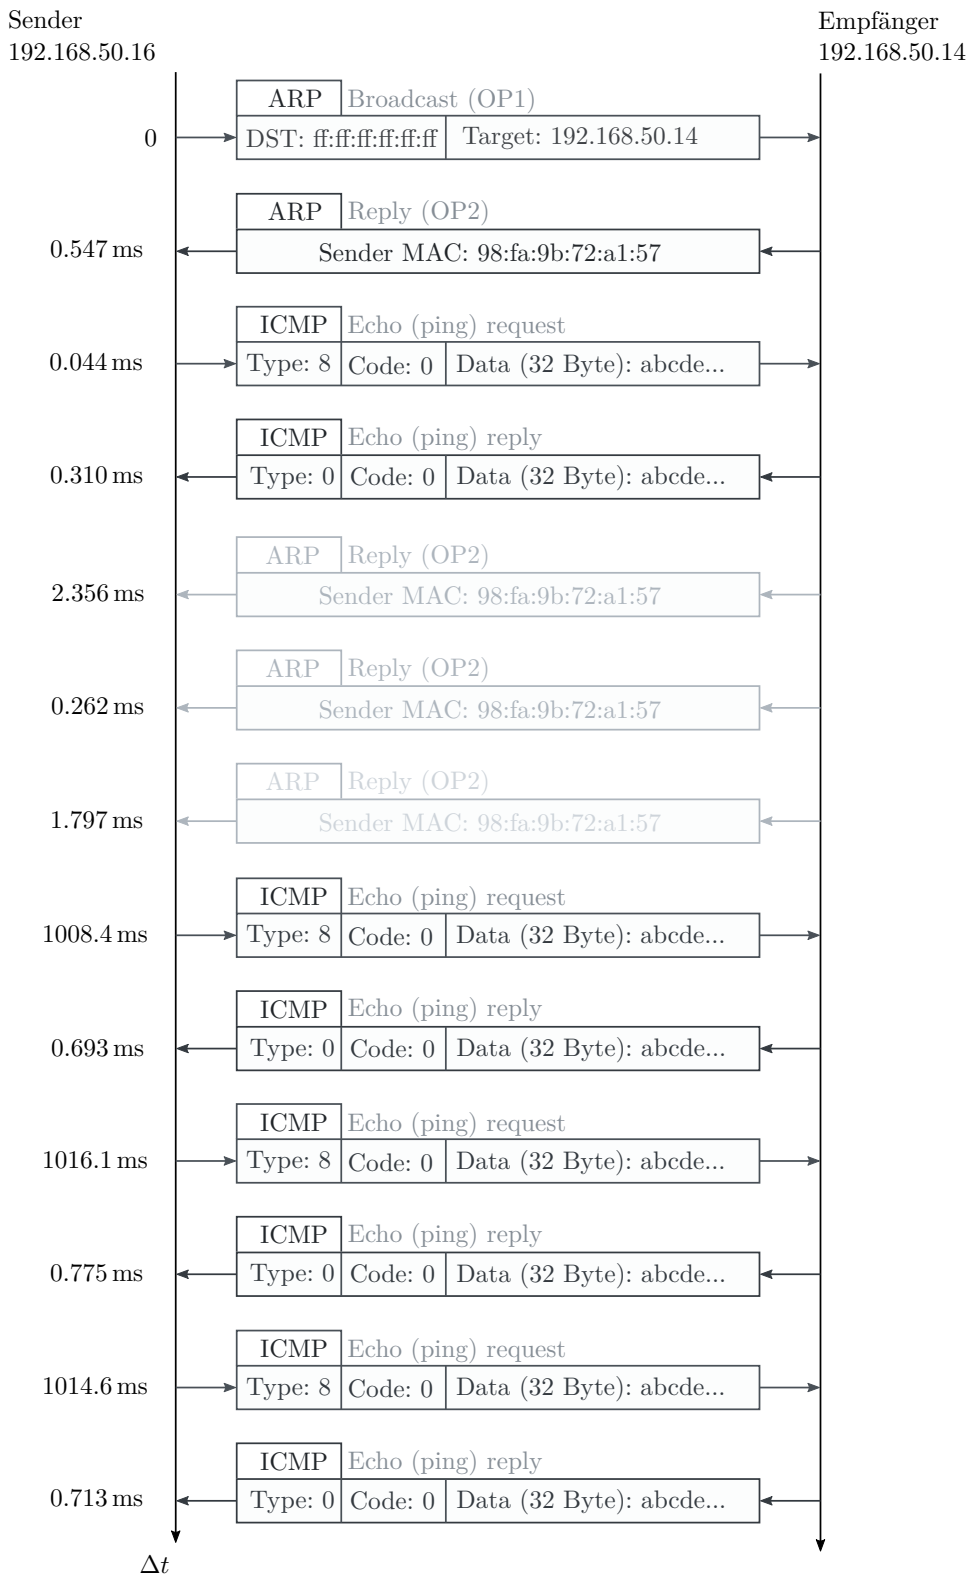 Sender
192.168.50.16
Empfänger
192.168.50.14
ARP Broadcast (OP1)
0 DST: ff:ff:ff:ff:ff:ff Target: 192.168.50.14
ARP Reply (OP2)
0.547 ms Sender MAC: 98:fa:9b:72:a1:57
ICMP Echo (ping) request
0.044 ms Type: 8 Code: 0 Data (32 Byte): abcde...
ICMP Echo (ping) reply
0.310 ms Type: 0 Code: 0 Data (32 Byte): abcde...
ARP Reply (OP2)
2.356 ms Sender MAC: 98:fa:9b:72:a1:57
ARP Reply (OP2)
0.262 ms Sender MAC: 98:fa:9b:72:a1:57
ARP Reply (OP2)
1.797 ms Sender MAC: 98:fa:9b:72:a1:57
ICMP Echo (ping) request
1008.4 ms Type: 8 Code: 0 Data (32 Byte): abcde...
ICMP Echo (ping) reply
0.693 ms Type: 0 Code: 0 Data (32 Byte): abcde...
ICMP Echo (ping) request
1016.1 ms Type: 8 Code: 0 Data (32 Byte): abcde...
ICMP Echo (ping) reply
0.775 ms Type: 0 Code: 0 Data (32 Byte): abcde...
ICMP Echo (ping) request
1014.6 ms Type: 8 Code: 0 Data (32 Byte): abcde...
ICMP Echo (ping) reply
0.713 ms Type: 0 Code: 0 Data (32 Byte): abcde...
Δt